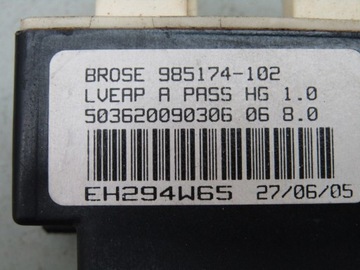 BROSE 985174-102
LVEAP A PASS HG 1.0
503620090306 06 8.0
EH294W65 27/06/05